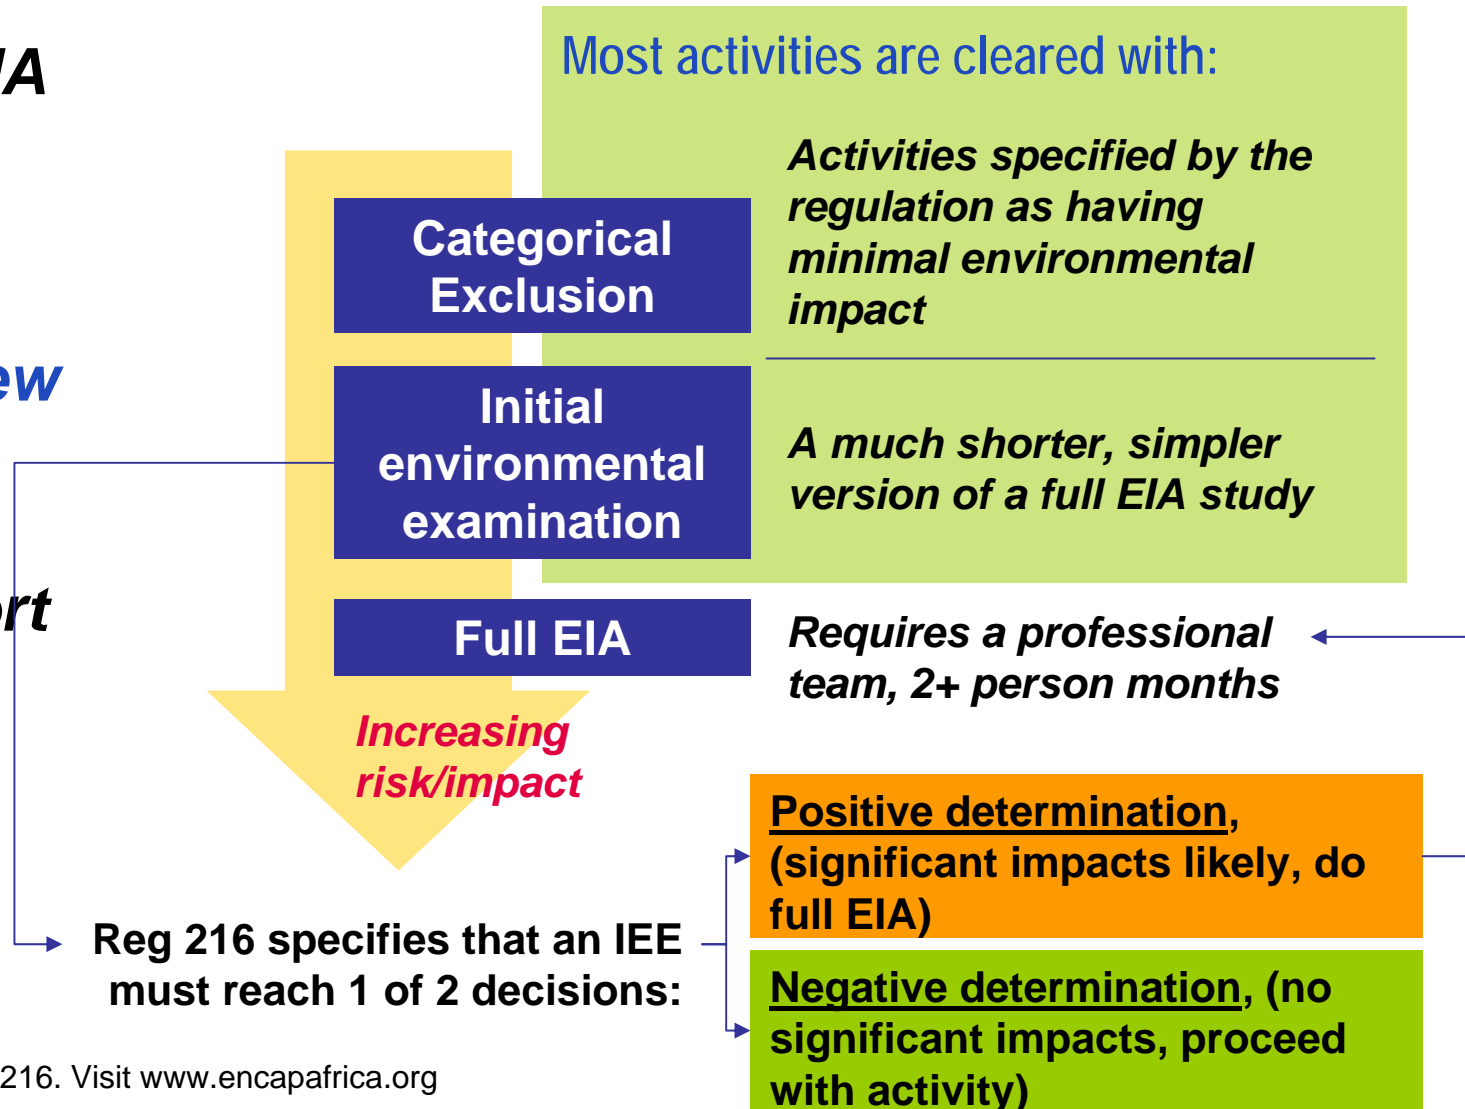 Most activities are cleared with:
Activities specified by the
regulation as having
minimal environmental
impact
Categorical
Exclusion
Initial
environmental
examination
A much shorter, simpler
version of a full EIA study
Full EIA
Requires a professional
team, 2+ person months
Increasing
risk/impact
Reg 216 specifies that an IEE
must reach 1 of 2 decisions:
Positive determination,
(significant impacts likely, do
full EIA)
Negative determination, (no
significant impacts, proceed
with activity)
216. Visit www.encapafrica.org